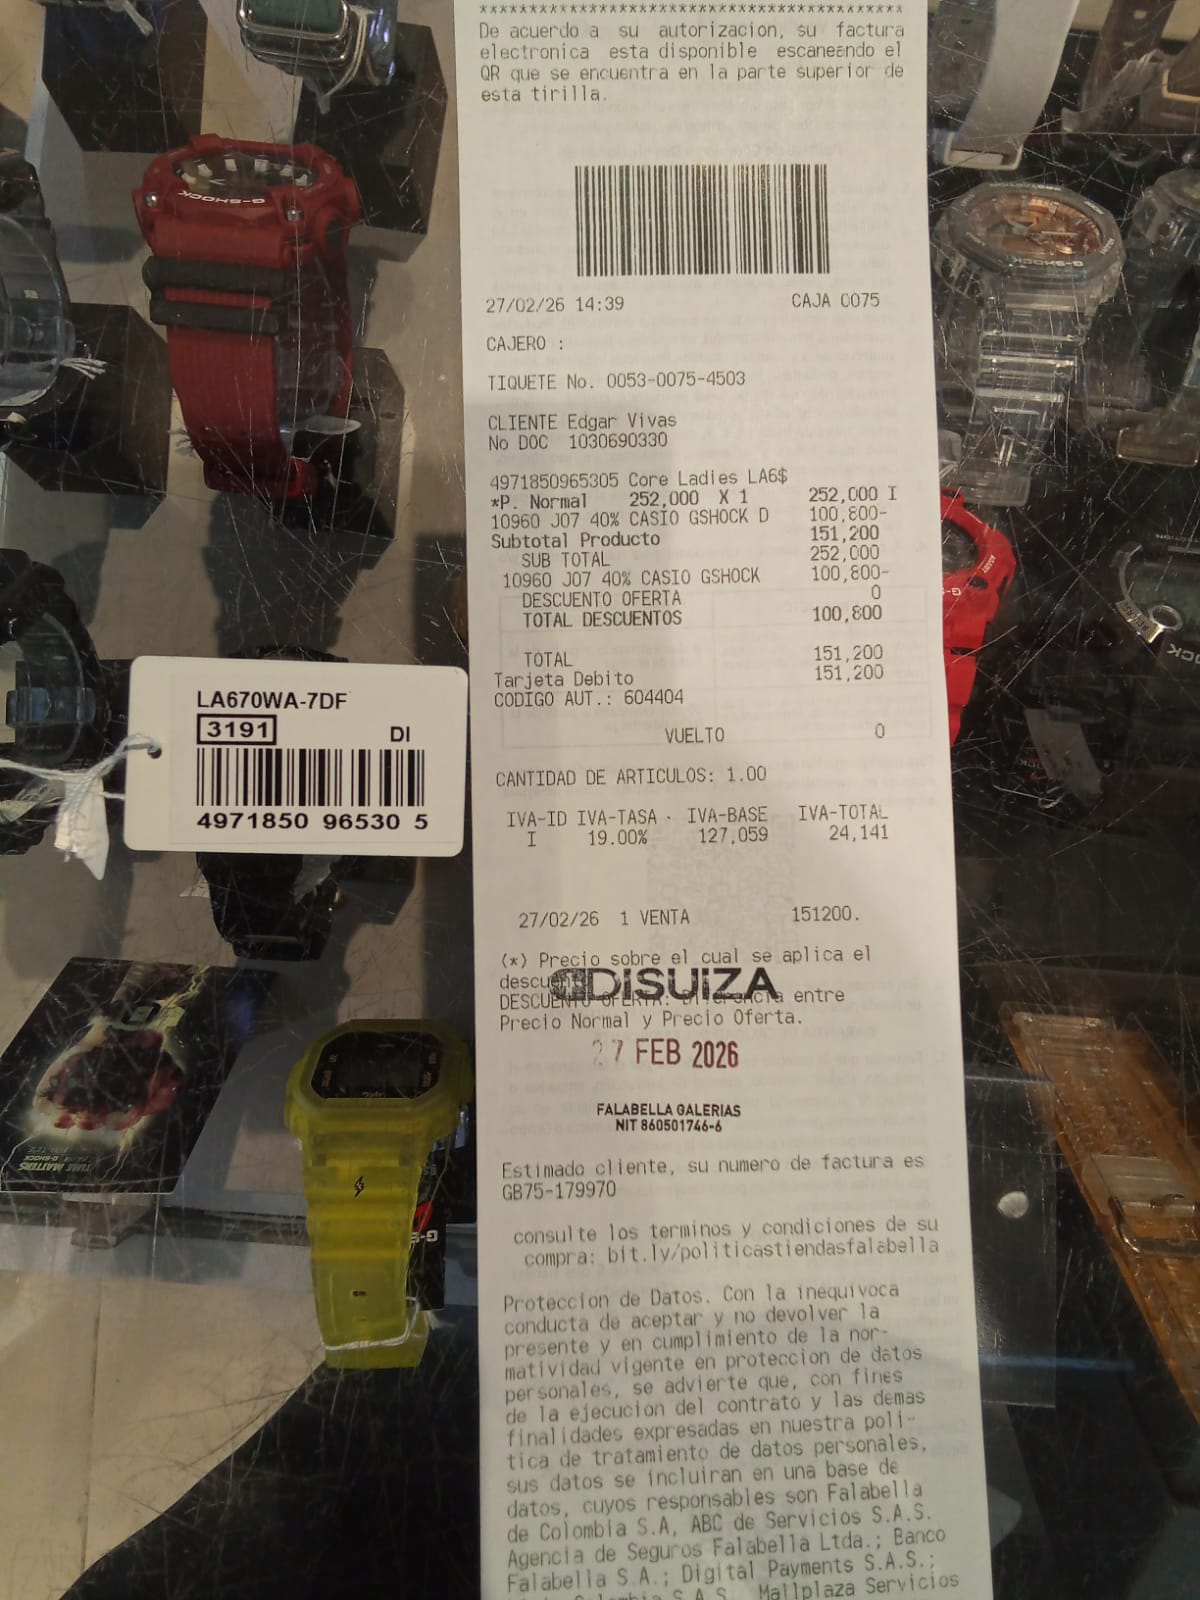 ****************************************
De acuerdo a su autorizacion, su factura
electronica esta disponible escaneando el
QR que se encuentra en la parte superior de
esta tirilla.
27/02/26 14:39 CAJA 0075
CAJERO :
TIQUETE No. 0053-0075-4503
CLIENTE Edgar Vivas
No DOC 1030690330
4971850965305 Core Ladies LA6$
*P. Normal 252,000 X 1 252,000 I
10960 J07 40% CASIO GSHOCK D 100,800-
Subtotal Producto 151,200
SUB TOTAL 252,000
10960 J07 40% CASIO GSHOCK 100,800-
DESCUENTO OFERTA 0
TOTAL DESCUENTOS 100,800
TOTAL 151,200
Tarjeta Debito 151,200
CODIGO AUT.: 604404
VUELTO 0
CANTIDAD DE ARTICULOS: 1.00
IVA-ID IVA-TASA IVA-BASE IVA-TOTAL
I 19.00% 127,059 24,141
27/02/26 1 VENTA 151200.
(*) Precio sobre el cual se aplica el
DISUIZA
DESCUENTO OFERTA: Diferencia entre
Precio Normal y Precio Oferta.
27 FEB 2026
FALABELLA GALERIAS
NIT 860501746-6
Estimado cliente, su numero de factura es
GB75-179970
consulte los terminos y condiciones de su
compra: bit.ly/politicastiendasfalabella
Proteccion de Datos. Con la inequivoca
conducta de aceptar y no devolver la
presente y en cumplimiento de la nor-
matividad vigente en proteccion de datos
personales, se advierte que, con fines
de la ejecucion del contrato y las demas
finalidades expresadas en nuestra poli-
tica de tratamiento de datos personales,
sus datos se incluiran en una base de
datos, cuyos responsables son Falabella
de Colombia S.A, ABC de Servicios S.A.S.
Agencia de Seguros Falabella Ltda.; Banco
Falabella S.A.; Digital Payments S.A.S.;
Colombia S.A.S., Mallplaza Servicios
LA670WA-7DF
3191 DI
4971850 96530 5
G-SHOCK
G-SHOCK
TIME MATTERS